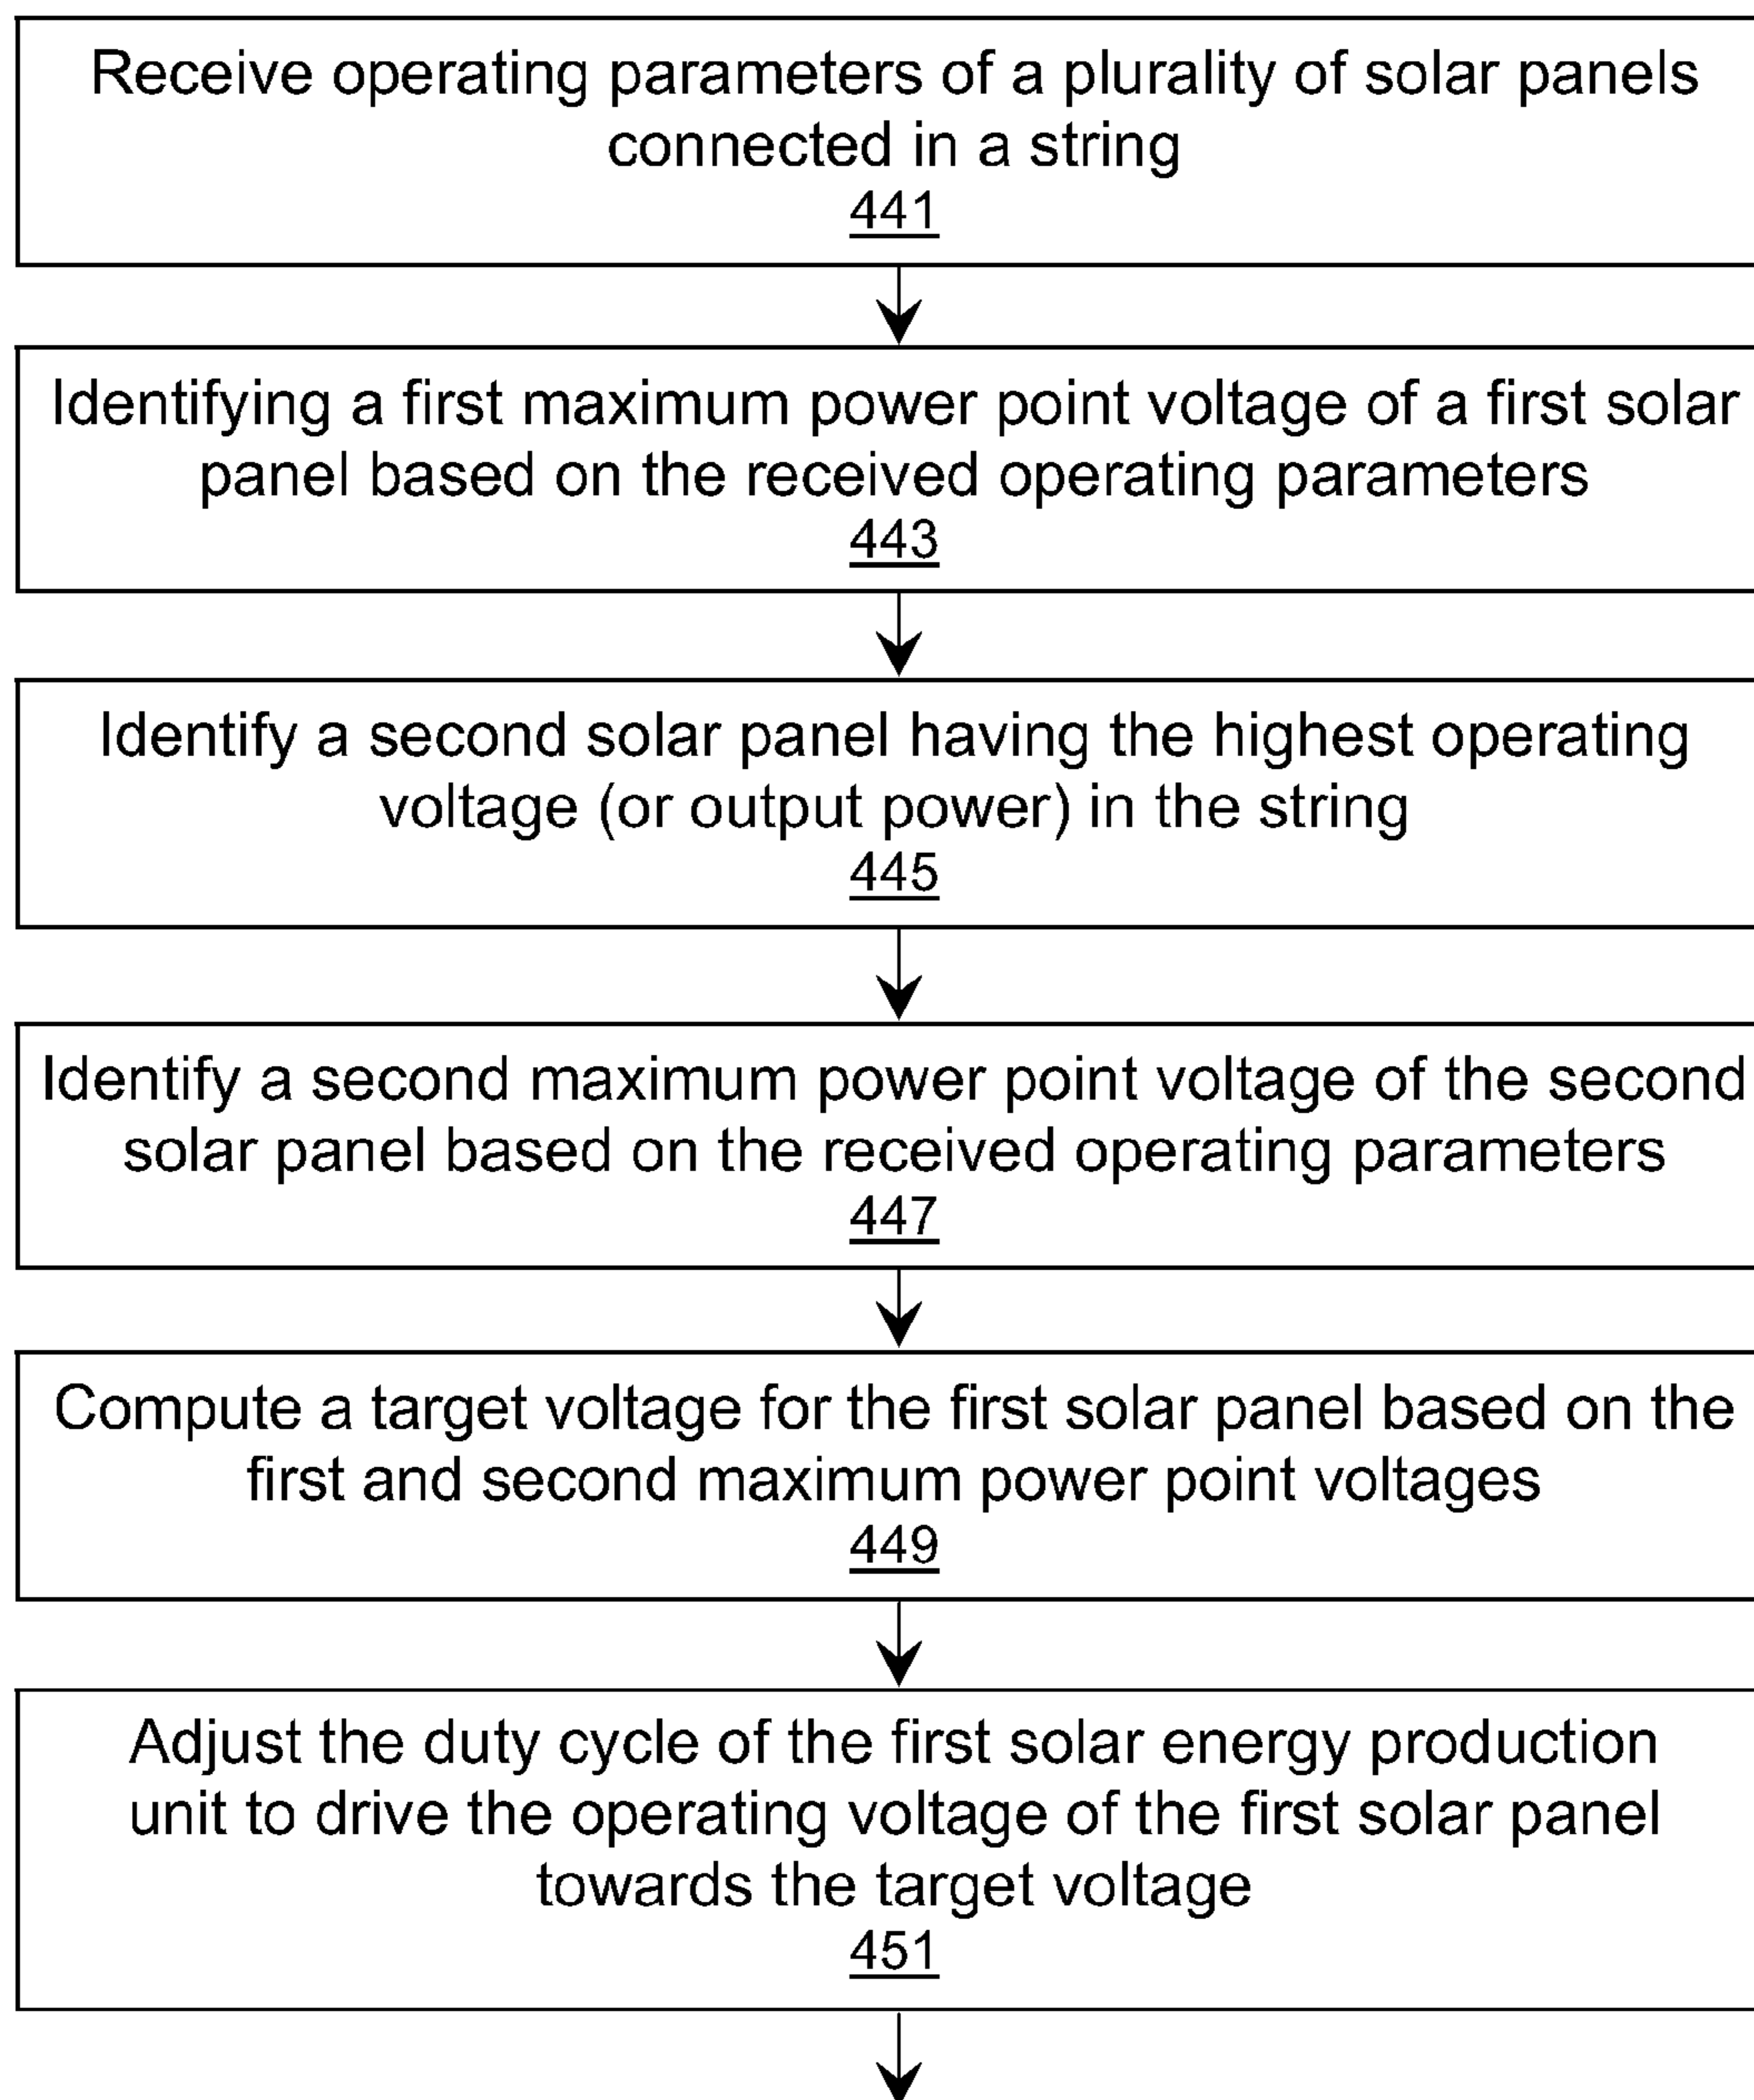 Receive operating parameters of a plurality of solar panels
connected in a string
441
Identifying a first maximum power point voltage of a first solar
panel based on the received operating parameters
443
Identify a second solar panel having the highest operating
voltage (or output power) in the string
445
Identify a second maximum power point voltage of the second
solar panel based on the received operating parameters
447
Compute a target voltage for the first solar panel based on the
first and second maximum power point voltages
449
Adjust the duty cycle of the first solar energy production
unit to drive the operating voltage of the first solar panel
towards the target voltage
451